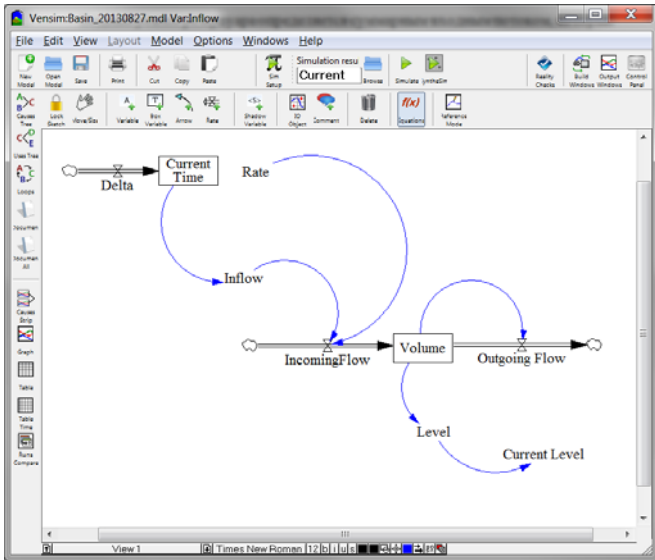 Vensim:Basin_20130827.mdl Var:Inflow
File Edit View Layout Model Options Windows Help
Simulation resu
Current
New Model
Open Model
Save
Print
Cut
Copy
Paste
Sim Setup
Browse
Simulate
SyntheSim
Reality Checks
Build Windows
Output Windows
Control Panel
Causes Tree
Lock Sketch
Move/Size
Variable
Box Variable
Arrow
Rate
Shadow Variable
IO Object
Comment
Delete
f(x)
Equations
Reference Mode
Uses Tree
Loops
Documen
Documen All
Causes Strip
Graph
Table
Table Time
Runs Compare
Delta
Current Time
Rate
Inflow
IncomingFlow
Volume
Outgoing Flow
Level
Current Level
View 1
Times New Roman 12 b i u s